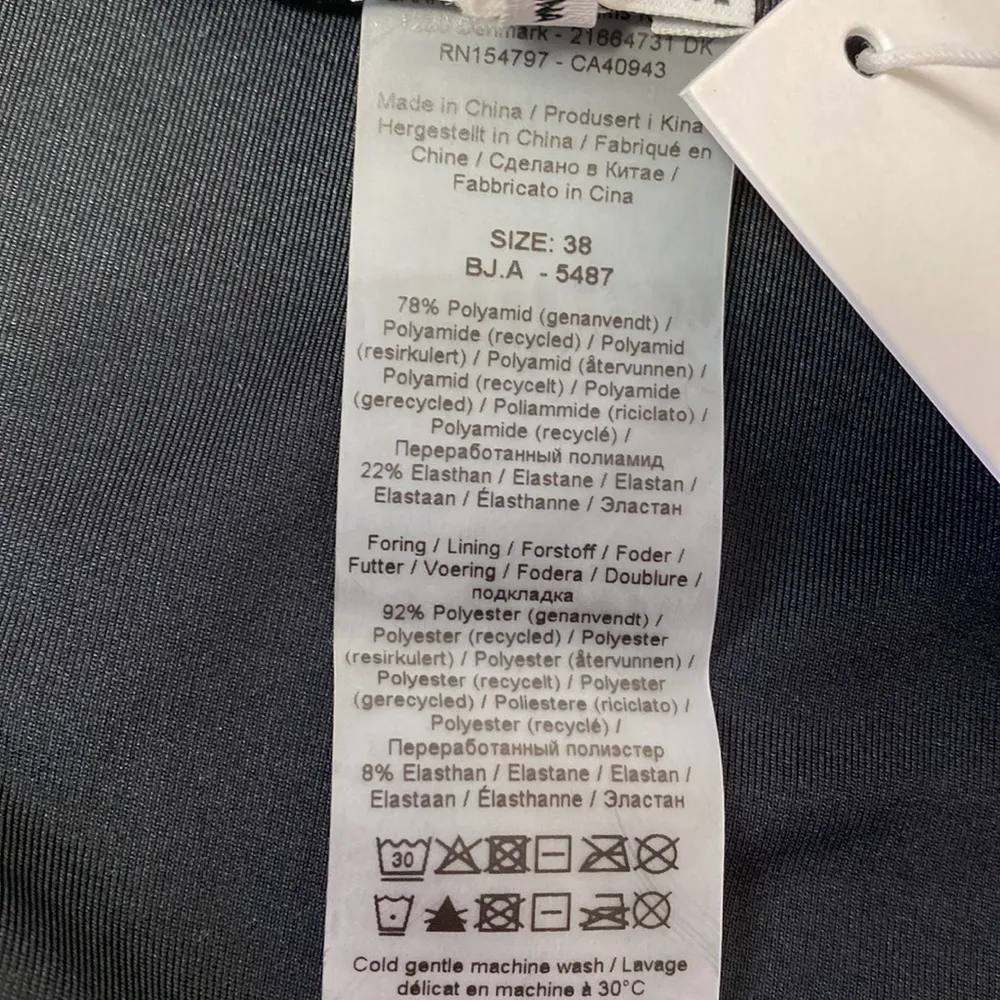 Denmark - 21664731 DK
RN154797 - CA40943
Made in China / Produsert i Kina
Hergestellt in China / Fabriqué en
Chine / Сделано в Китае /
Fabbricato in Cina
SIZE: 38
BJ.A - 5487
78% Polyamid (genanvendt) /
Polyamide (recycled) / Polyamid
(resirkulert) / Polyamid (återvunnen) /
Polyamid (recycelt) / Polyamide
(gerecycled) / Poliammide (riciclato) /
Polyamide (recyclé) /
Переработанный полиамид
22% Elasthan / Elastane / Elastan /
Elastaan / Élasthanne / Эластан
Foring / Lining / Forstoff / Foder /
Futter / Voering / Fodera / Doublure /
подкладка
92% Polyester (genanvendt) /
Polyester (recycled) / Polyester
(resirkulert) / Polyester (återvunnen) /
Polyester (recycelt) / Polyester
(gerecycled) / Poliestere (riciclato) /
Polyester (recyclé) /
Переработанный полиэстер
8% Elasthan / Elastane / Elastan /
Elastaan / Élasthanne / Эластан
30
Cold gentle machine wash / Lavage
délicat en machine à 30°C